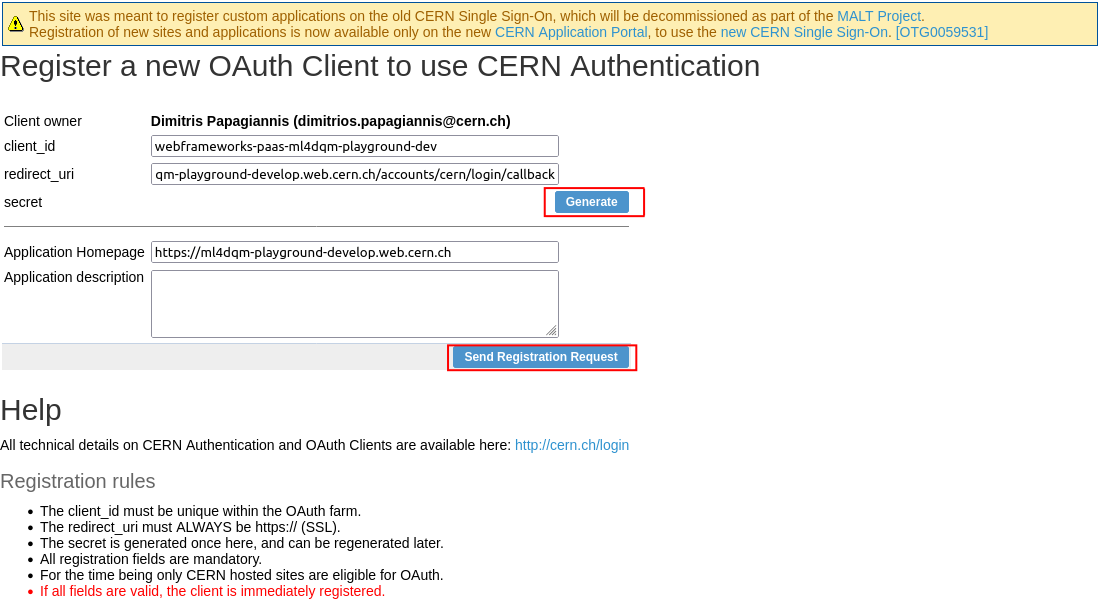 This site was meant to register custom applications on the old CERN Single Sign-On, which will be decommissioned as part of the MALT Project.
Registration of new sites and applications is now available only on the new CERN Application Portal, to use the new CERN Single Sign-On. [OTG0059531]
Register a new OAuth Client to use CERN Authentication
Client owner Dimitris Papagiannis (dimitrios.papagiannis@cern.ch)
client_id webframeworks-paas-ml4dqm-playground-dev
redirect_uri qm-playground-develop.web.cern.ch/accounts/cern/login/callback
secret Generate
Application Homepage https://ml4dqm-playground-develop.web.cern.ch
Application description
Send Registration Request
Help
All technical details on CERN Authentication and OAuth Clients are available here: http://cern.ch/login
Registration rules
• The client_id must be unique within the OAuth farm.
• The redirect_uri must ALWAYS be https:// (SSL).
• The secret is generated once here, and can be regenerated later.
• All registration fields are mandatory.
• For the time being only CERN hosted sites are eligible for OAuth.
• If all fields are valid, the client is immediately registered.